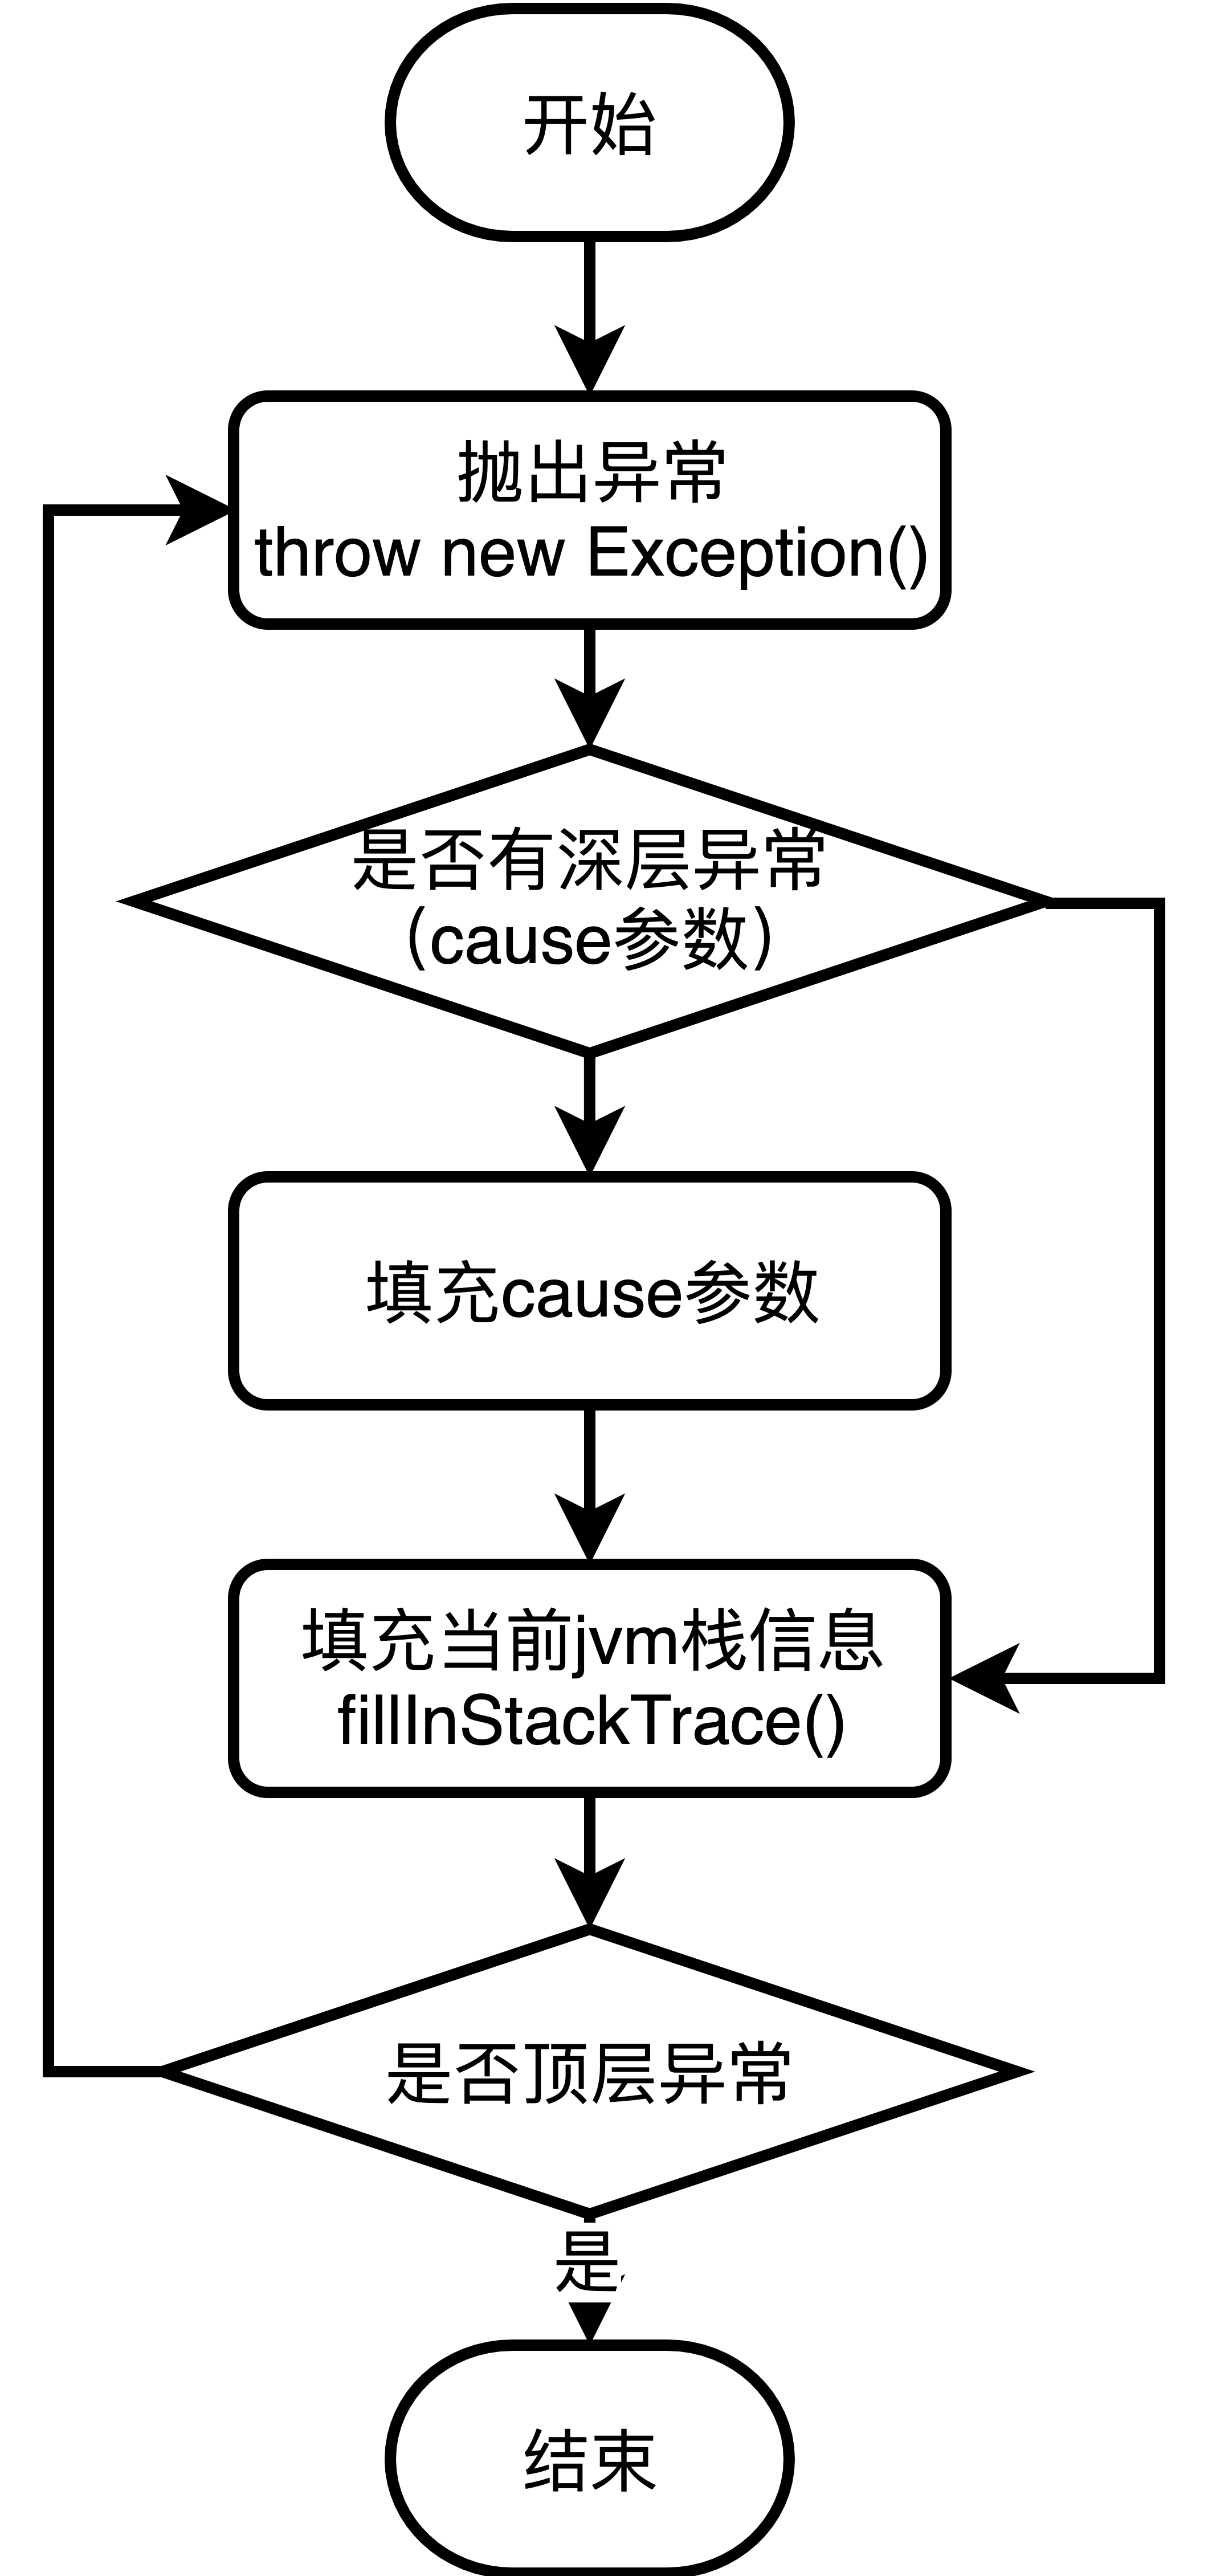 开始
抛出异常
throw new Exception()
是否有深层异常
(cause参数)
填充cause参数
填充当前jvm栈信息
fillInStackTrace()
是否顶层异常
是
结束